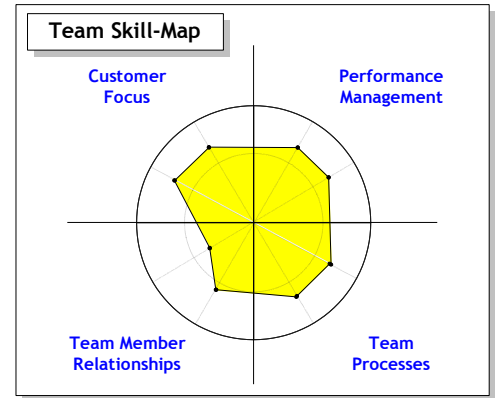 Team Skill-Map
Customer
Focus
Performance
Management
Team Member
Relationships
Team
Processes